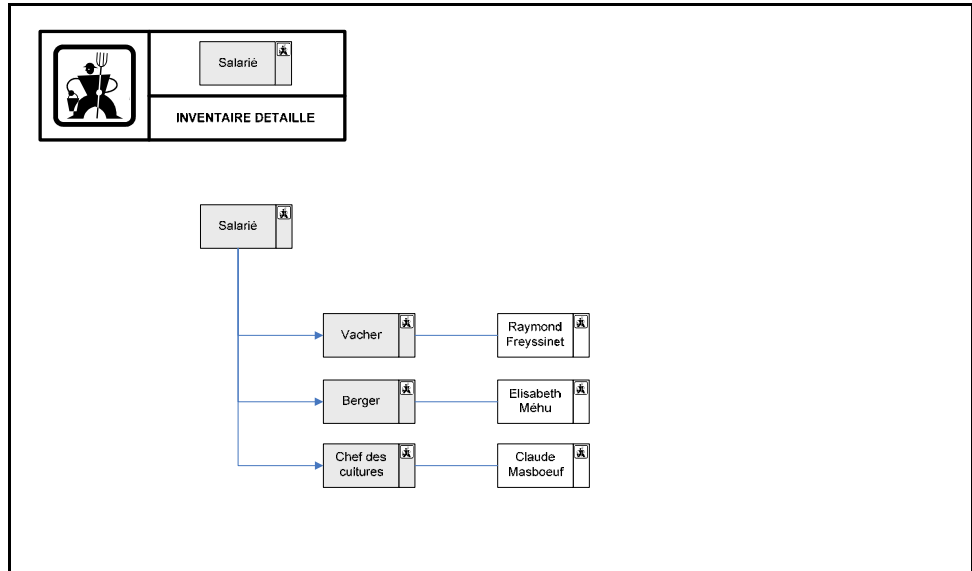 Salarié
INVENTAIRE DETAILLE
Salarié
Vacher
Raymond
Freyssinet
Berger
Elisabeth
Méhu
Chef des
cultures
Claude
Masboeuf